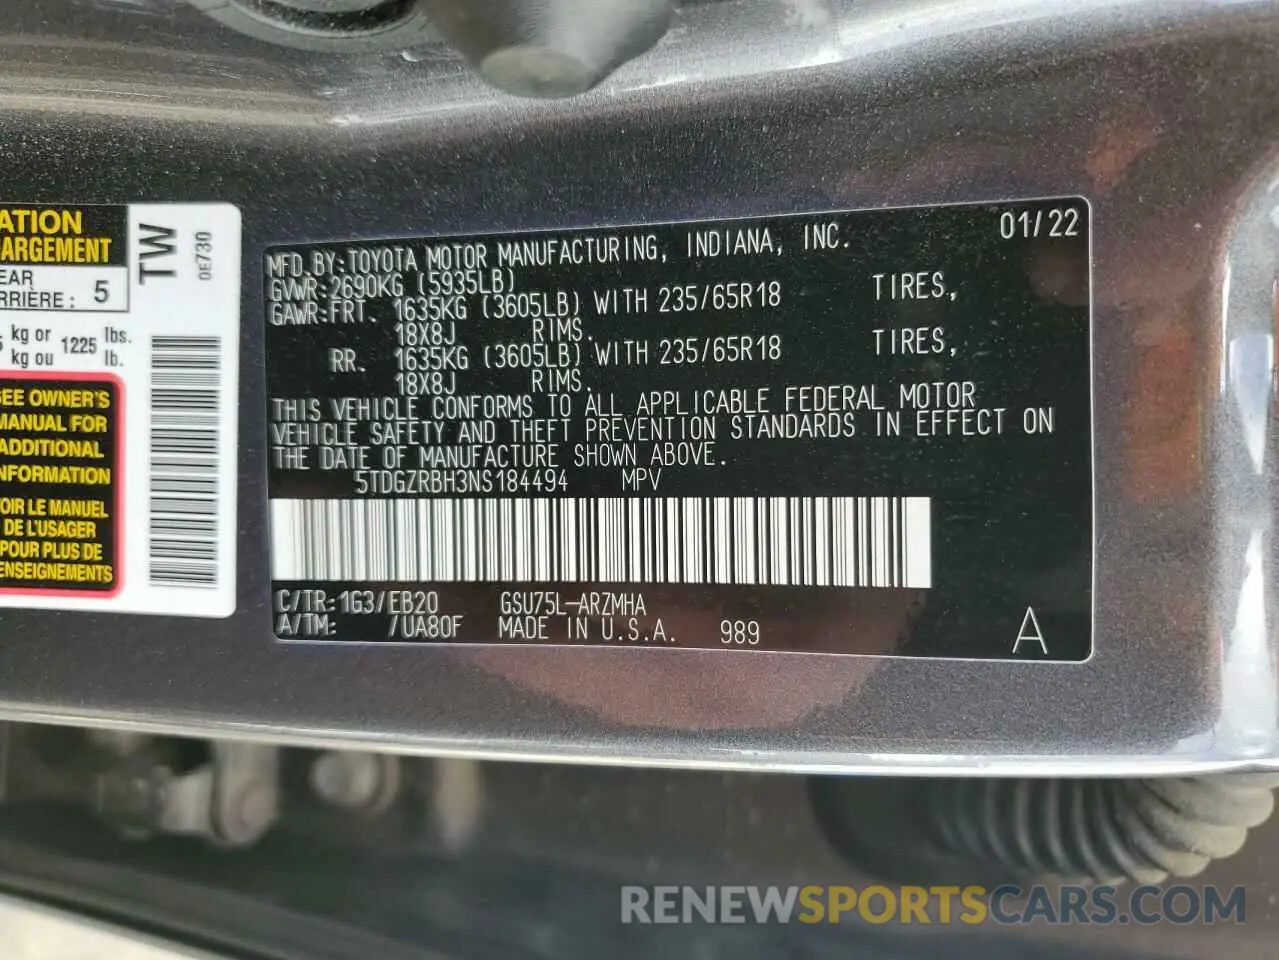 ATION
ARGEMENT
EAR
RRIÈRE : 5
kg or 1225 lbs.
kg ou lb.
SEE OWNER'S
MANUAL FOR
ADDITIONAL
INFORMATION
VOIR LE MANUEL
DE L'USAGER
POUR PLUS DE
RENSEIGNEMENTS
TW
0E730
01/22
MFD.BY:TOYOTA MOTOR MANUFACTURING, INDIANA, INC.
GVWR:2690KG (5935LB)
GAWR:FRT. 1635KG (3605LB) WITH 235/65R18 TIRES,
18X8J RIMS.
RR. 1635KG (3605LB) WITH 235/65R18 TIRES,
18X8J RIMS.
THIS VEHICLE CONFORMS TO ALL APPLICABLE FEDERAL MOTOR
VEHICLE SAFETY AND THEFT PREVENTION STANDARDS IN EFFECT ON
THE DATE OF MANUFACTURE SHOWN ABOVE.
5TDGZRBH3NS184494 MPV
C/TR:1G3/EB20 GSU75L-ARZMHA
A/TM: /UA80F MADE IN U.S.A. 989
A
RENEWSPORTSCARS.COM